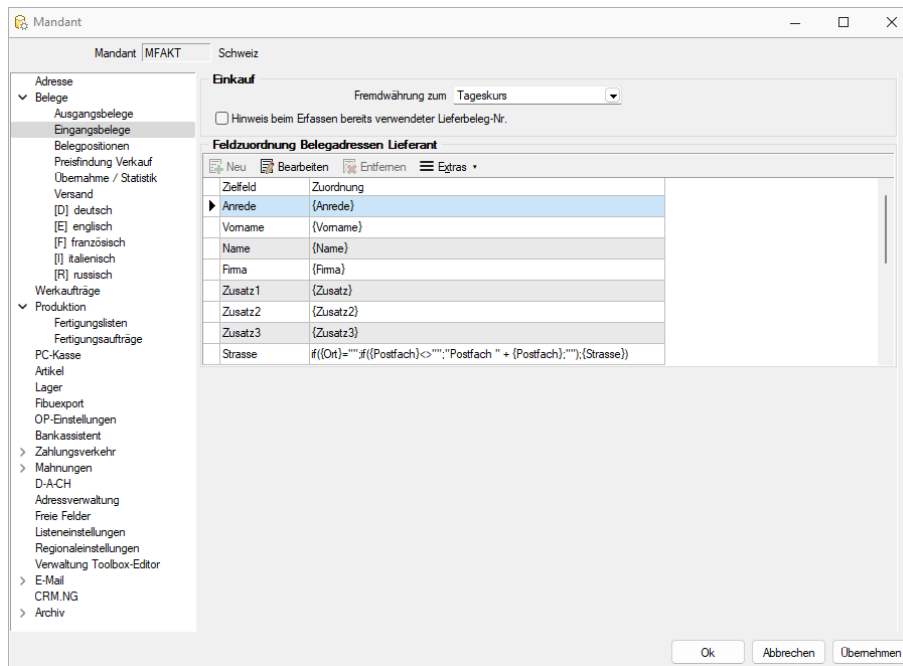 Mandant
Mandant MFAKT Schweiz
Adresse
Belege
Ausgangsbelege
Eingangsbelege
Belegpositionen
Preisfindung Verkauf
Übernahme / Statistik
Versand
[D] deutsch
[E] englisch
[F] französisch
[I] italienisch
[R] russisch
Werkaufträge
Produktion
Fertigungslisten
Fertigungsaufträge
PC-Kasse
Artikel
Lager
Fibuexport
OP-Einstellungen
Bankassistent
Zahlungsverkehr
Mahnungen
D-A-CH
Adressverwaltung
Freie Felder
Listeneinstellungen
Regionaleinstellungen
Verwaltung Toolbox-Editor
E-Mail
CRM.NG
Archiv
Einkauf
Fremdwährung zum Tageskurs
Hinweis beim Erfassen bereits verwendeter Lieferbeleg-Nr.
Feldzuordnung Belegadressen Lieferant
Neu Bearbeiten Entfernen Extras
Zielfeld Zuordnung
Anrede {Anrede}
Vorname {Vorname}
Name {Name}
Firma {Firma}
Zusatz1 {Zusatz}
Zusatz2 {Zusatz2}
Zusatz3 {Zusatz3}
Strasse if({Ort}="";if({Postfach}<>"";"Postfach " + {Postfach};"");{Strasse})
Ok Abbrechen Übernehmen